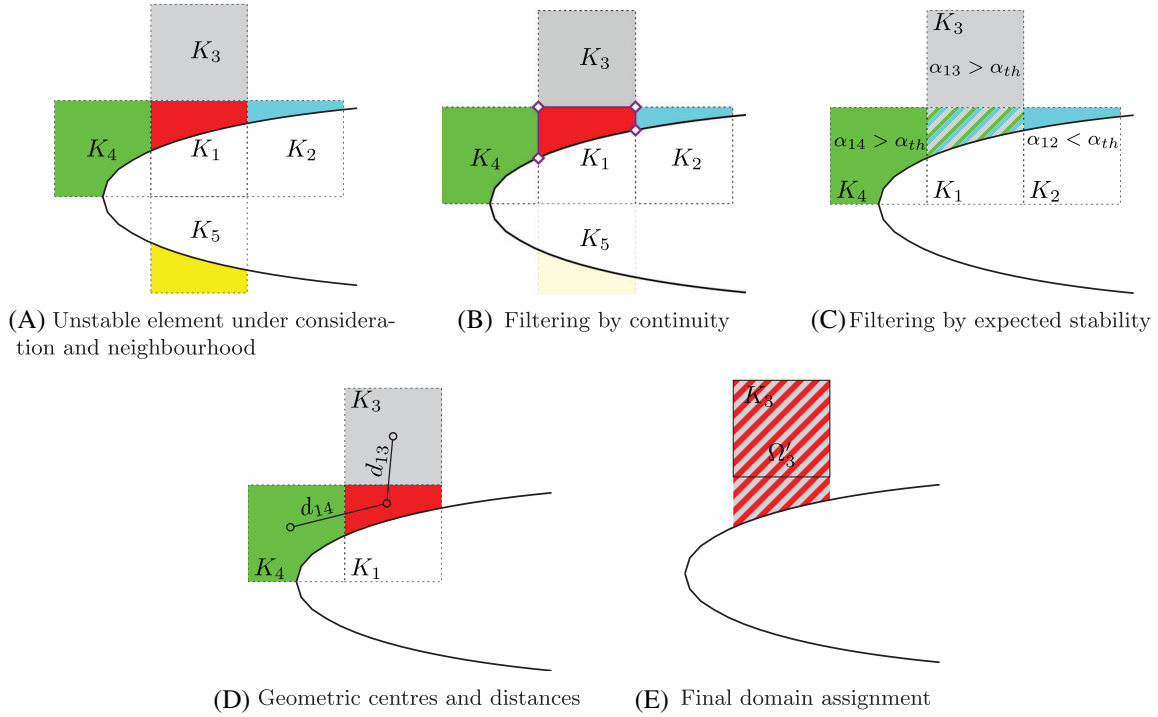 K₃
K₄ K₁ K₂
K₅
(A) Unstable element under considera-
tion and neighbourhood
K₃
K₄ K₁ K₂
K₅
(B) Filtering by continuity
K₃
α₁₃ > αₜₕ
α₁₄ > αₜₕ α₁₂ < αₜₕ
K₄ K₁ K₂
(C) Filtering by expected stability
K₃
d₁₃
d₁₄
K₄ K₁
(D) Geometric centres and distances
K₃
Ω′₃
(E) Final domain assignment